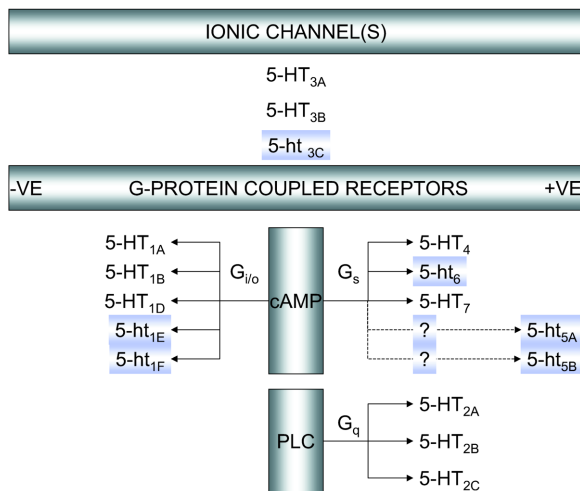 IONIC CHANNEL(S)
5-HT3A
5-HT3B
5-ht 3C
-VE G-PROTEIN COUPLED RECEPTORS +VE
5-HT1A 5-HT4
5-HT1B Gi/o Gs 5-ht6
5-HT1D cAMP 5-HT7
5-ht1E ? 5-ht5A
5-ht1F ? 5-ht5B
5-HT2A
PLC Gq 5-HT2B
5-HT2C